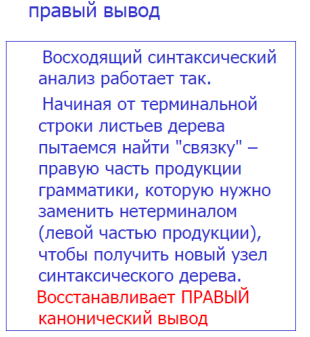 правый вывод
Восходящий синтаксический
анализ работает так.
Начиная от терминальной
строки листьев дерева
пытаемся найти "связку" –
правую часть продукции
грамматики, которую нужно
заменить нетерминалом
(левой частью продукции),
чтобы получить новый узел
синтаксического дерева.
Восстанавливает ПРАВЫЙ
канонический вывод